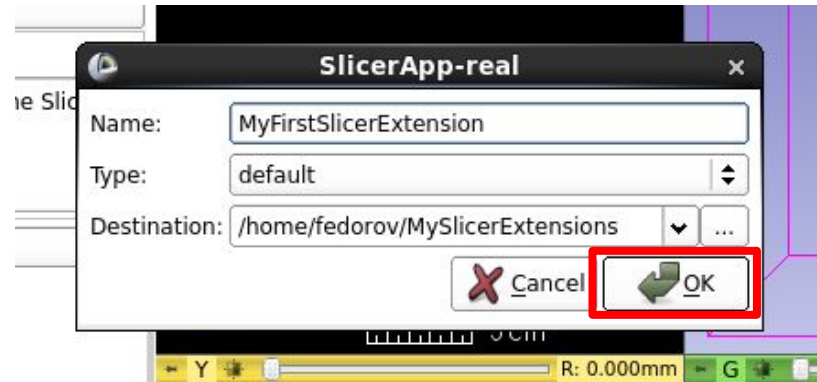 SlicerApp-real
Name: MyFirstSlicerExtension
Type: default
Destination: /home/fedorov/MySlicerExtensions ...
Cancel OK
Y R: 0.000mm G